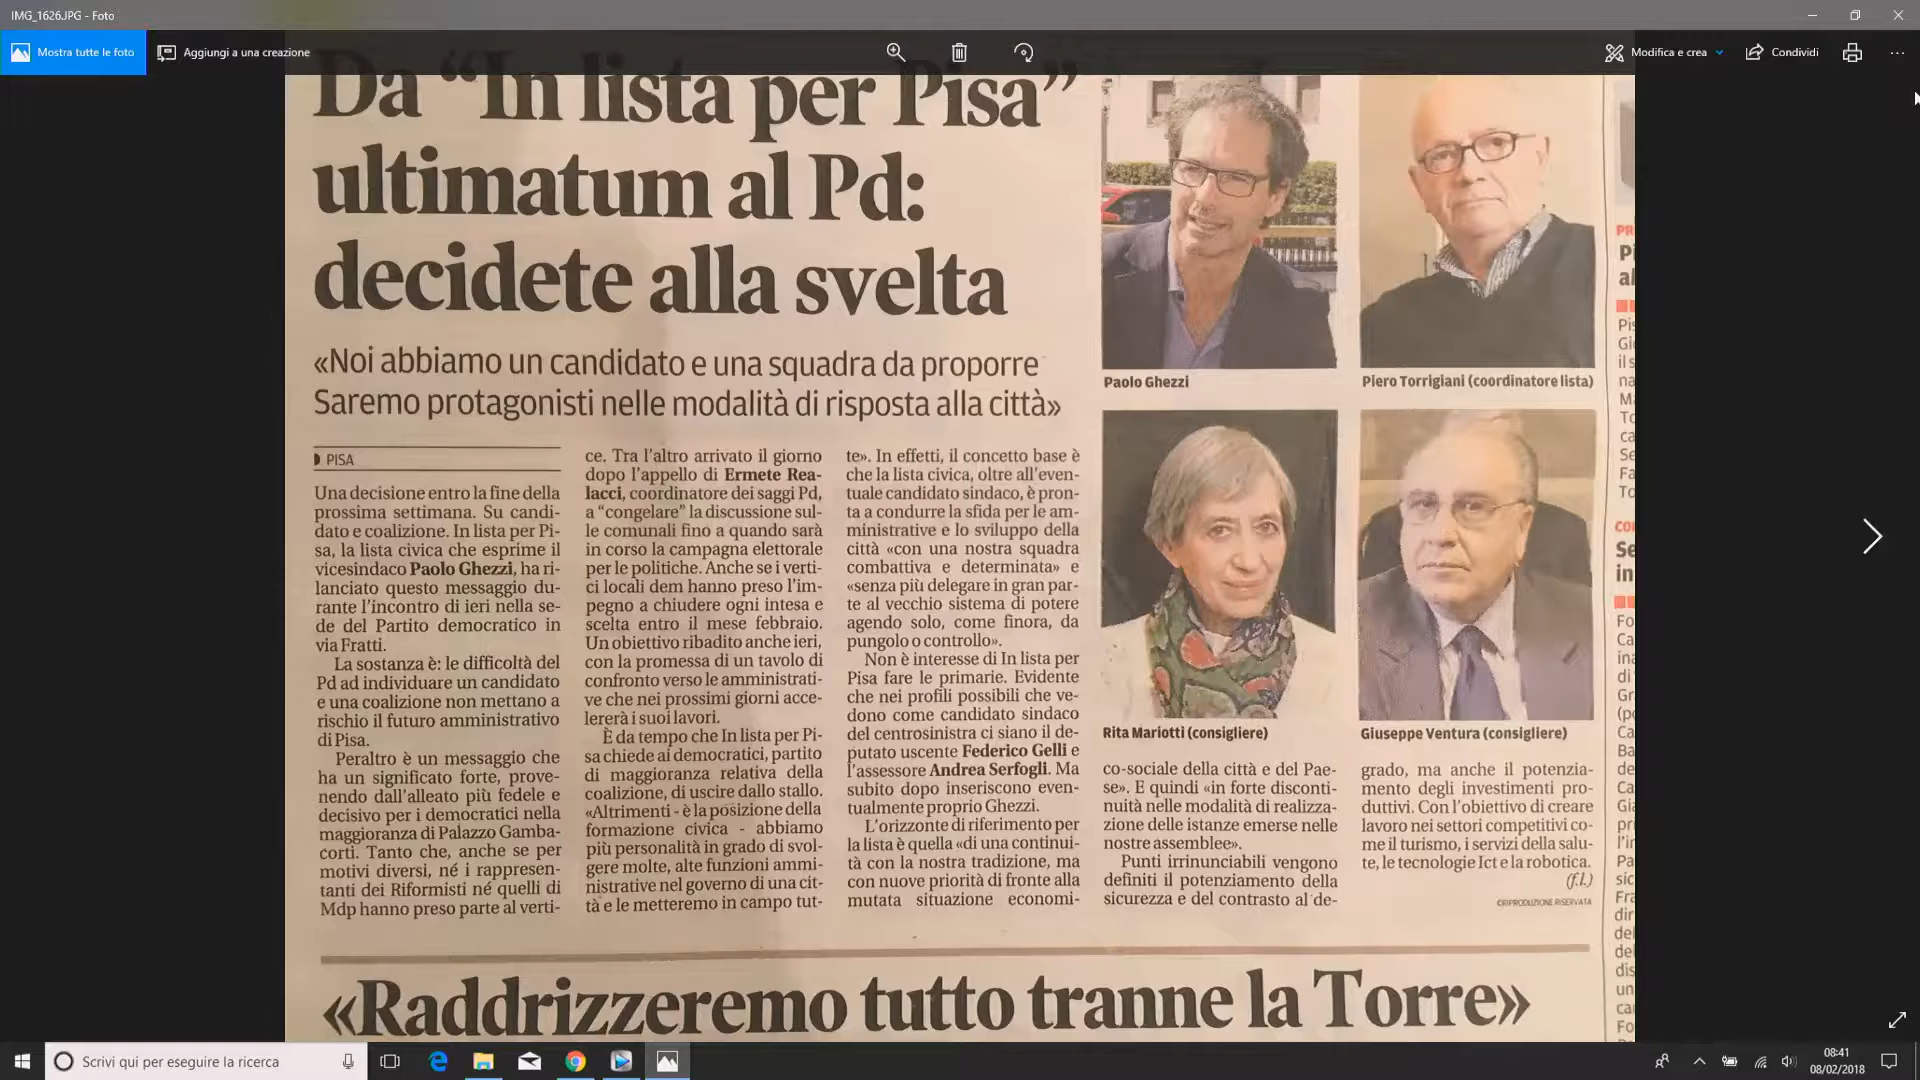 IMG_1626.JPG - Foto
Mostra tutte le foto
Aggiungi a una creazione
Modifica e crea
Condividi
Da “In lista per Pisa”
ultimatum al Pd:
decidete alla svelta
«Noi abbiamo un candidato e una squadra da proporre
Saremo protagonisti nelle modalità di risposta alla città»
PISA
Una decisione entro la fine della
prossima settimana. Su candi-
dato e coalizione. In lista per Pi-
sa, la lista civica che esprime il
vicesindaco Paolo Ghezzi, ha ri-
lanciato questo messaggio du-
rante l'incontro di ieri nella se-
de del Partito democratico in
via Fratti.
La sostanza è: le difficoltà del
Pd ad individuare un candidato
e una coalizione non mettano a
rischio il futuro amministrativo
di Pisa.
Peraltro è un messaggio che
ha un significato forte, prove-
nendo dall'alleato più fedele e
decisivo per i democratici nella
maggioranza di Palazzo Gamba-
corti. Tanto che, anche se per
motivi diversi, né i rappresen-
tanti dei Riformisti né quelli di
Mdp hanno preso parte al verti-
ce. Tra l'altro arrivato il giorno
dopo l'appello di Ermete Rea-
lacci, coordinatore dei saggi Pd,
a “congelare” la discussione sul-
le comunali fino a quando sarà
in corso la campagna elettorale
per le politiche. Anche se i verti-
ci locali dem hanno preso l'im-
pegno a chiudere ogni intesa e
scelta entro il mese febbraio.
Un obiettivo ribadito anche ieri,
con la promessa di un tavolo di
confronto verso le amministrati-
ve che nei prossimi giorni acce-
lererà i suoi lavori.
È da tempo che In lista per Pi-
sa chiede ai democratici, partito
di maggioranza relativa della
coalizione, di uscire dallo stallo.
«Altrimenti - è la posizione della
formazione civica - abbiamo
più personalità in grado di svol-
gere molte, alte funzioni ammi-
nistrative nel governo di una cit-
tà e le metteremo in campo tut-
te». In effetti, il concetto base è
che la lista civica, oltre all'even-
tuale candidato sindaco, è pron-
ta a condurre la sfida per le am-
ministrative e lo sviluppo della
città «con una nostra squadra
combattiva e determinata» e
«senza più delegare in gran par-
te al vecchio sistema di potere
agendo solo, come finora, da
pungolo o controllo».
Non è interesse di In lista per
Pisa fare le primarie. Evidente
che nei profili possibili che ve-
dono come candidato sindaco
del centrosinistra ci siano il de-
putato uscente Federico Gelli e
l'assessore Andrea Serfogli. Ma
subito dopo inseriscono even-
tualmente proprio Ghezzi.
L'orizzonte di riferimento per
la lista è quella «di una continui-
tà con la nostra tradizione, ma
con nuove priorità di fronte alla
mutata situazione economi-
co-sociale della città e del Pae-
se». E quindi «in forte disconti-
nuità nelle modalità di realizza-
zione delle istanze emerse nelle
nostre assemblee».
Punti irrinunciabili vengono
definiti il potenziamento della
sicurezza e del contrasto al de-
grado, ma anche il potenzia-
mento degli investimenti pro-
duttivi. Con l'obiettivo di creare
lavoro nei settori competitivi co-
me il turismo, i servizi della salu-
te, le tecnologie Ict e la robotica.
(f.l.)
©RIPRODUZIONE RISERVATA
Paolo Ghezzi
Piero Torrigiani (coordinatore lista)
Rita Mariotti (consigliere)
Giuseppe Ventura (consigliere)
«Raddrizzeremo tutto tranne la Torre»
Scrivi qui per eseguire la ricerca
08:41
08/02/2018